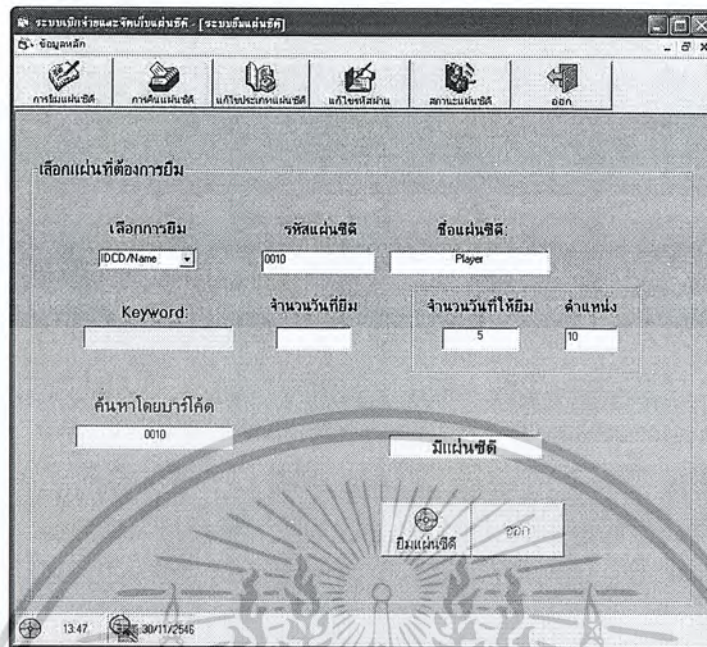 ระบบเบิกจ่ายและจัดเก็บแผ่นซีดี - [ระบบยืมแผ่นซีดี]
ข้อมูลหลัก
การยืมแผ่นซีดี การคืนแผ่นซีดี แก้ไขประเภทแผ่นซีดี แก้ไขรหัสผ่าน สถานะแผ่นซีดี ออก
เลือกแผ่นที่ต้องการยืม
เลือกการยืม รหัสแผ่นซีดี ชื่อแผ่นซีดี:
IDCD/Name 0010 Player
Keyword: จำนวนวันที่ยืม จำนวนวันที่ให้ยืม ตำแหน่ง
5 10
ค้นหาโดยบาร์โค้ด
0010 มีแผ่นซีดี
ยืมแผ่นซีดี ออก
13:47 30/11/2546